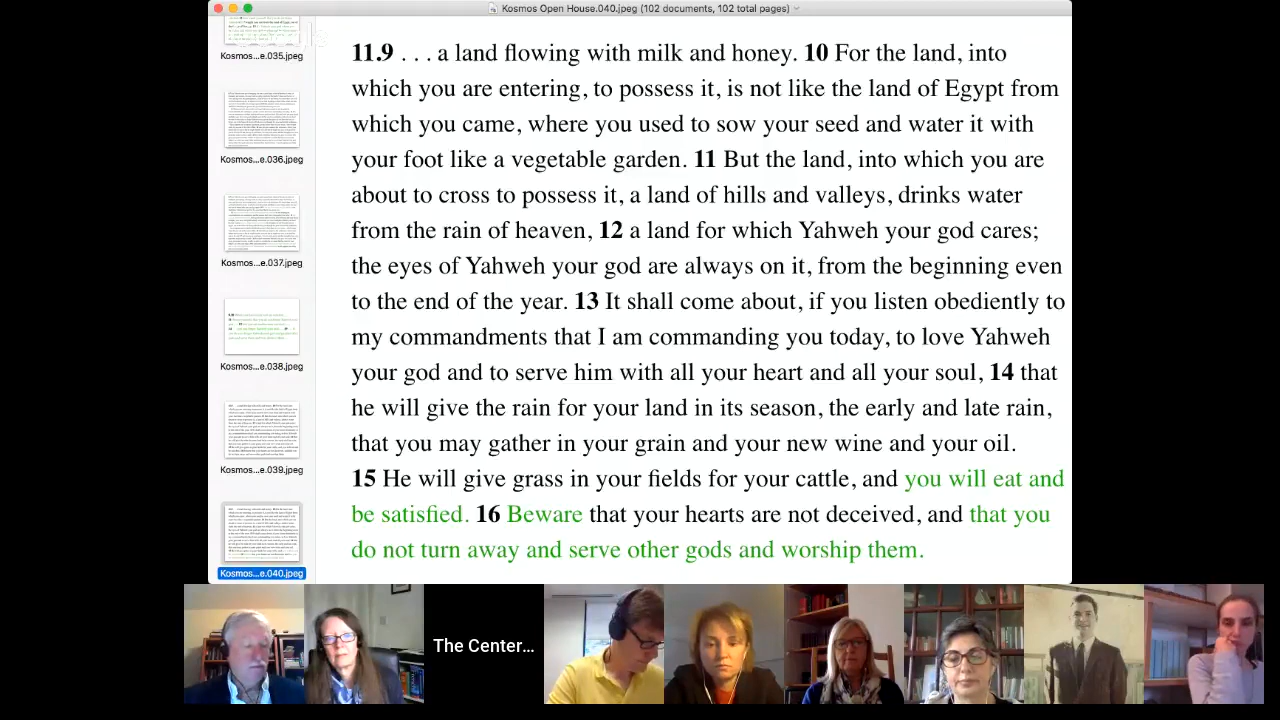 Kosmos Open House.040.jpeg (102 documents, 102 total pages)
Kosmos...e.035.jpeg
Kosmos...e.036.jpeg
Kosmos...e.037.jpeg
Kosmos...e.038.jpeg
Kosmos...e.039.jpeg
Kosmos...e.040.jpeg
11.9 . . . a land flowing with milk and honey. 10 For the land, into
which you are entering, to possess it, is not like the land of Egypt from
which you came, where you used to sow your seed and water it with
your foot like a vegetable garden. 11 But the land, into which you are
about to cross to possess it, a land of hills and valleys, drinks water
from the rain of heaven, 12 a land for which Yahweh your god cares;
the eyes of Yahweh your god are always on it, from the beginning even
to the end of the year. 13 It shall come about, if you listen obediently to
my commandments that I am commanding you today, to love Yahweh
your god and to serve him with all your heart and all your soul. 14 that
he will give the rain for your land in its season, the early and late rain,
that you may gather in your grain and your new wine and your oil.
15 He will give grass in your fields for your cattle, and you will eat and
be satisfied. 16 Beware that your hearts are not deceived, and that you
do not turn away and serve other gods and worship them.
The Center...